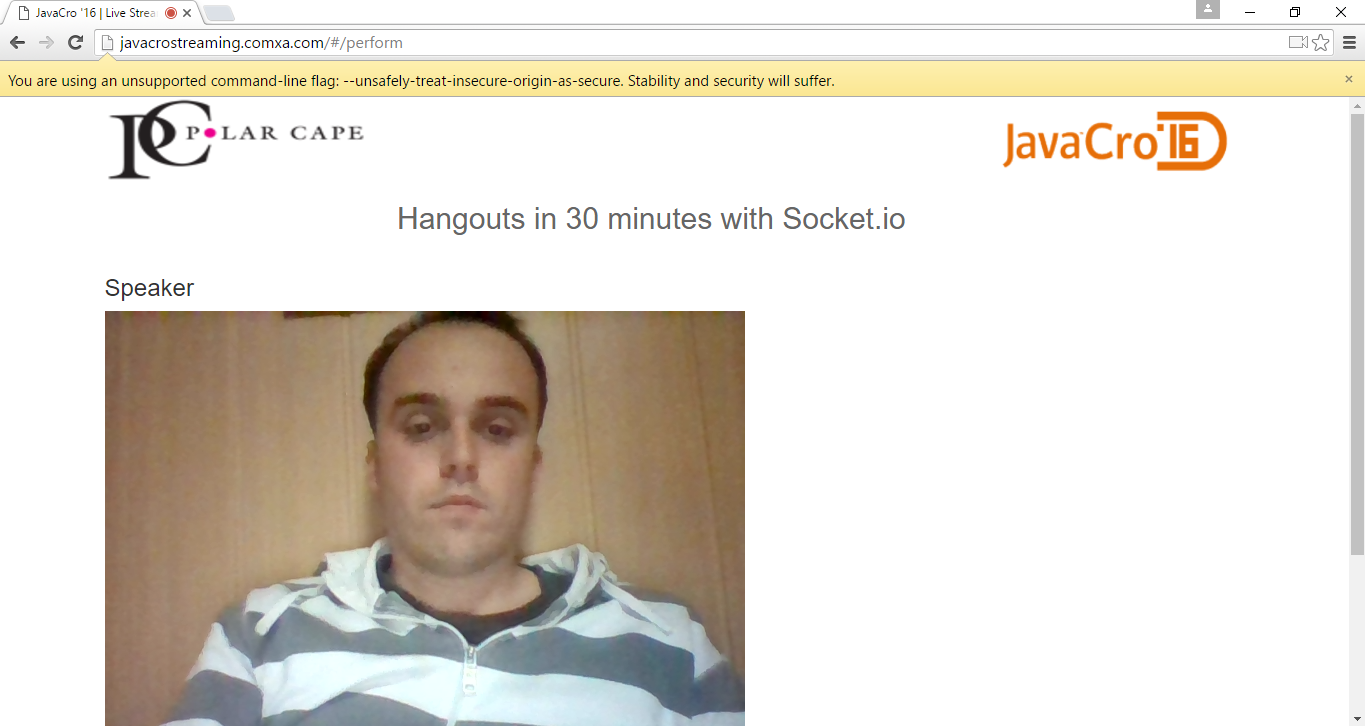 JavaCro '16 | Live Strea
javacrostreaming.comxa.com/#/perform
You are using an unsupported command-line flag: --unsafely-treat-insecure-origin-as-secure. Stability and security will suffer.
PC POLAR CAPE
JavaCro'16
Hangouts in 30 minutes with Socket.io
Speaker